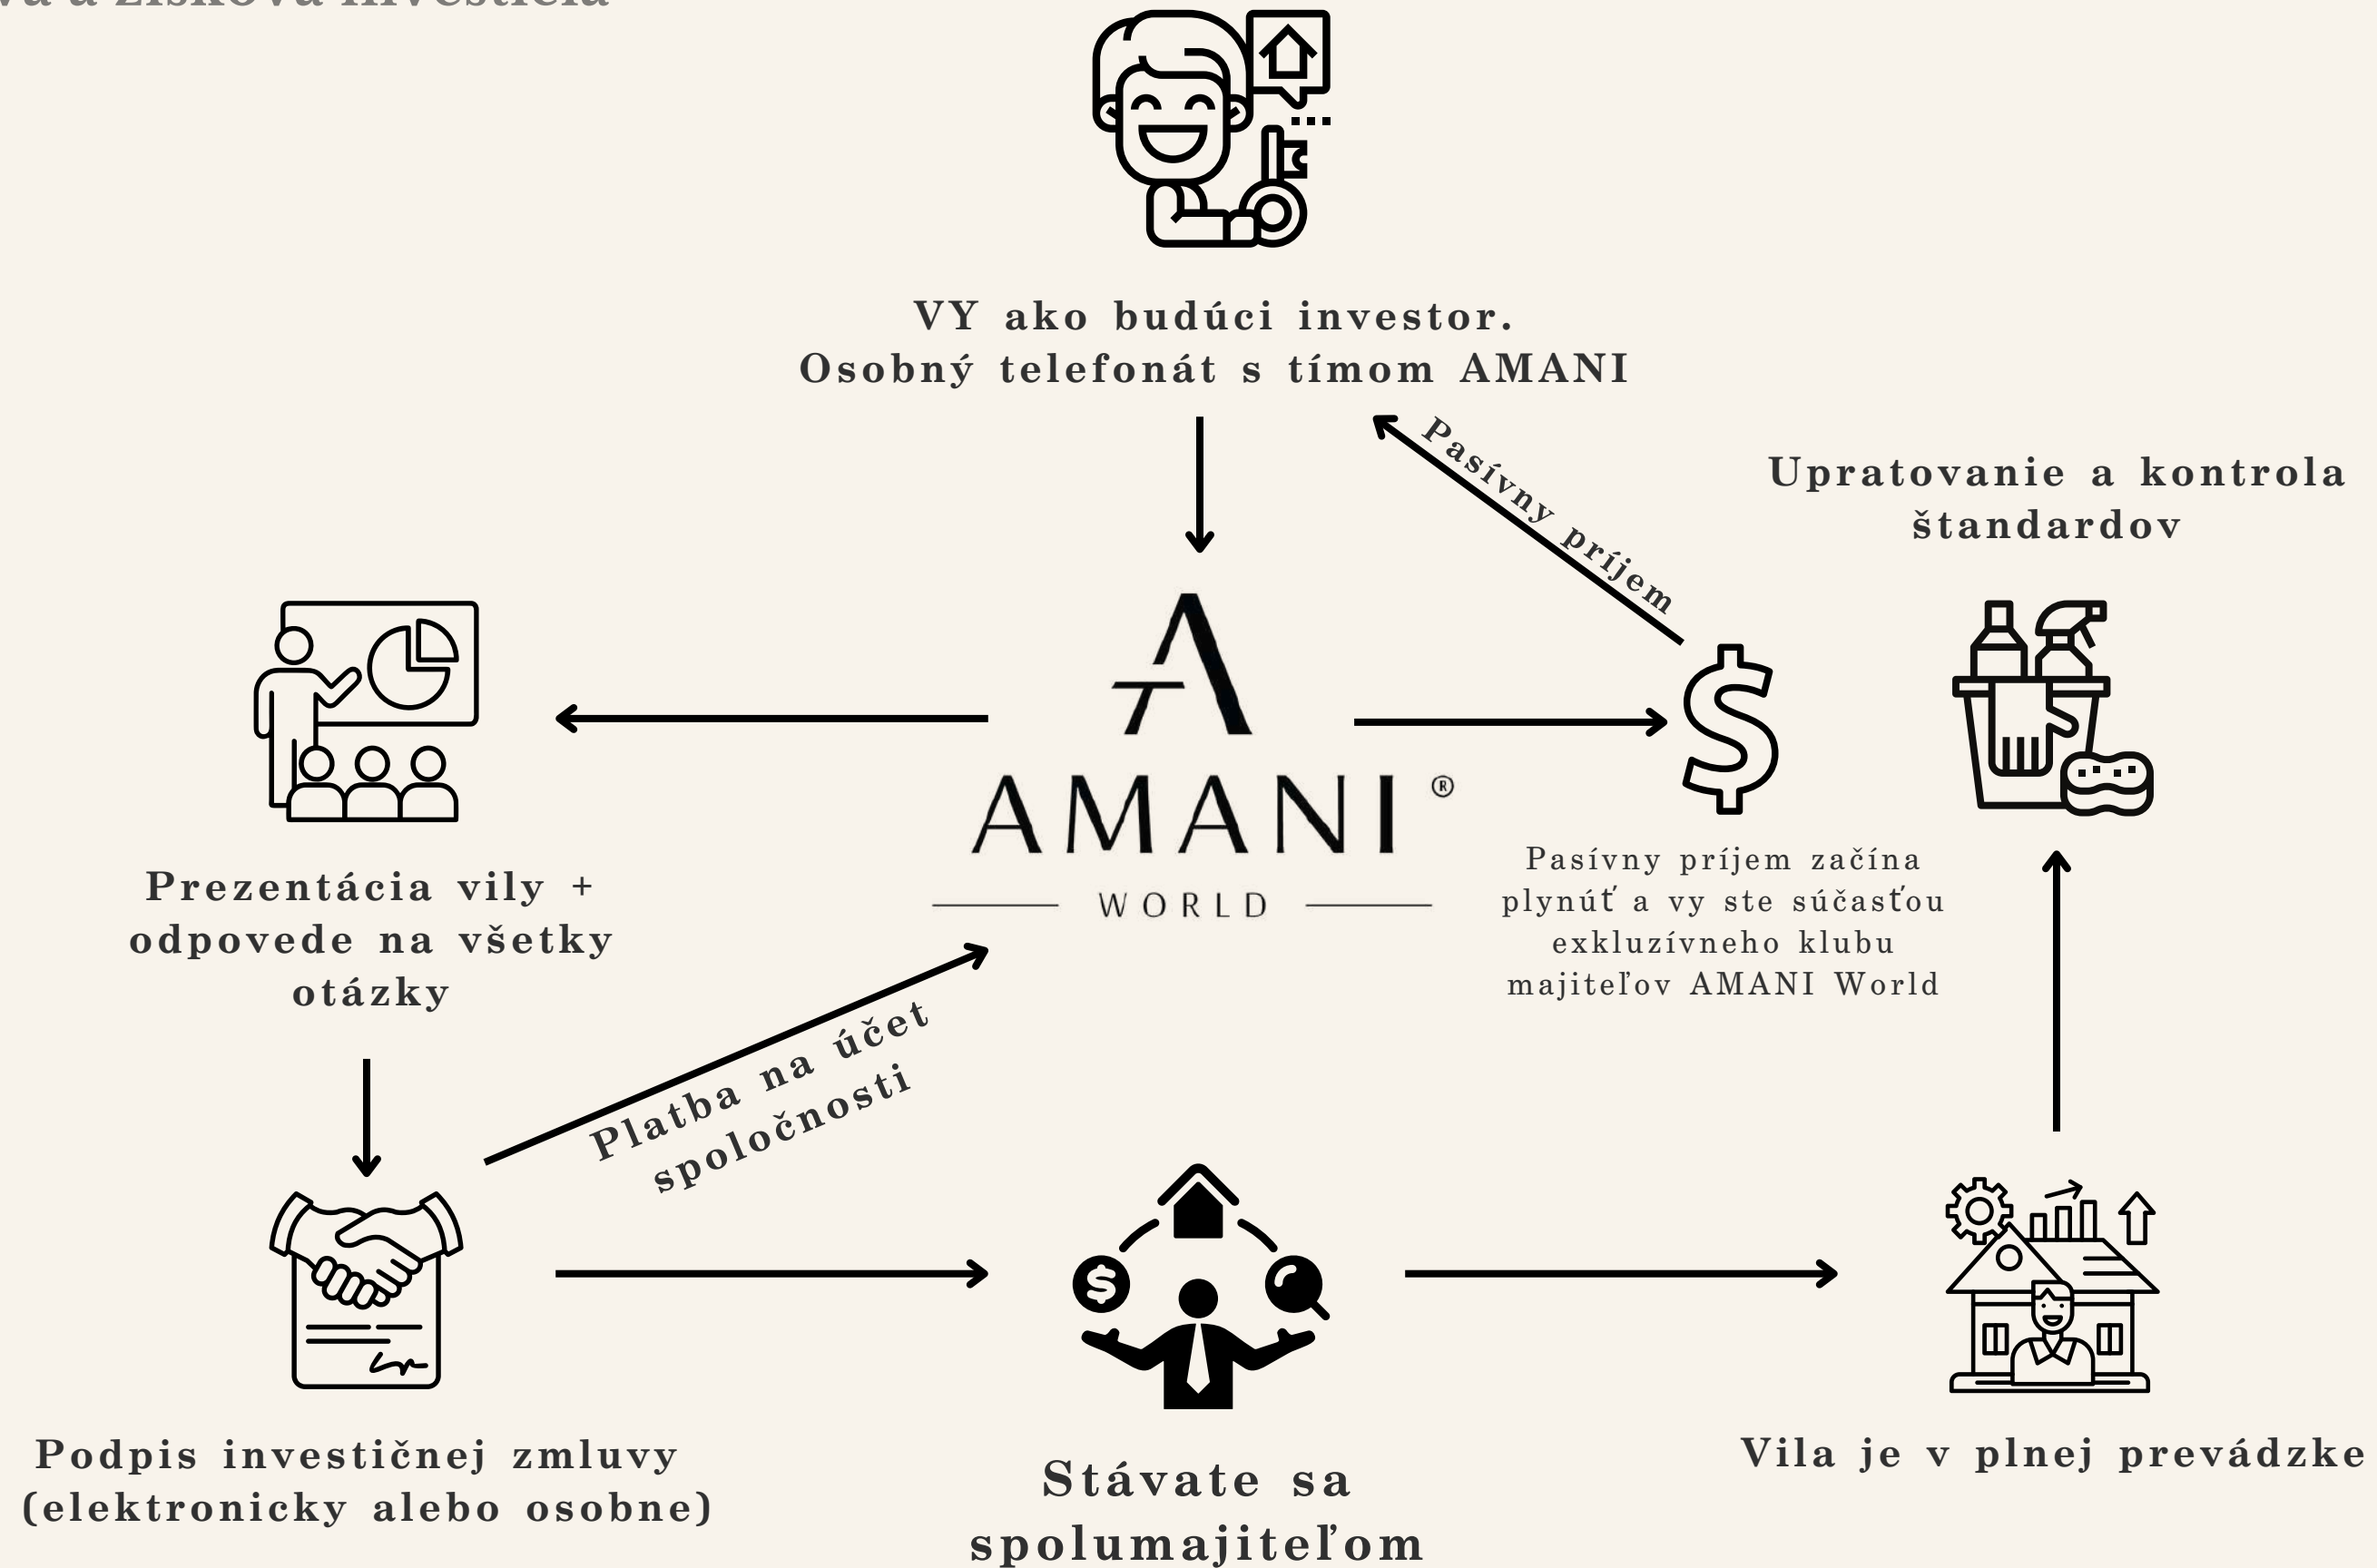 a zisková investícia
VY ako budúci investor.
Osobný telefonát s tímom AMANI
Pasívny príjem
Upratovanie a kontrola
štandardov
A
AMANI ®
WORLD
Prezentácia vily +
odpovede na všetky
otázky
$
Pasívny príjem začína
plynúť a vy ste súčasťou
exkluzívneho klubu
majiteľov AMANI World
Platba na účet
spoločnosti
$
Podpis investičnej zmluvy
(elektronicky alebo osobne)
Stávate sa
spolumajiteľom
Vila je v plnej prevádzke